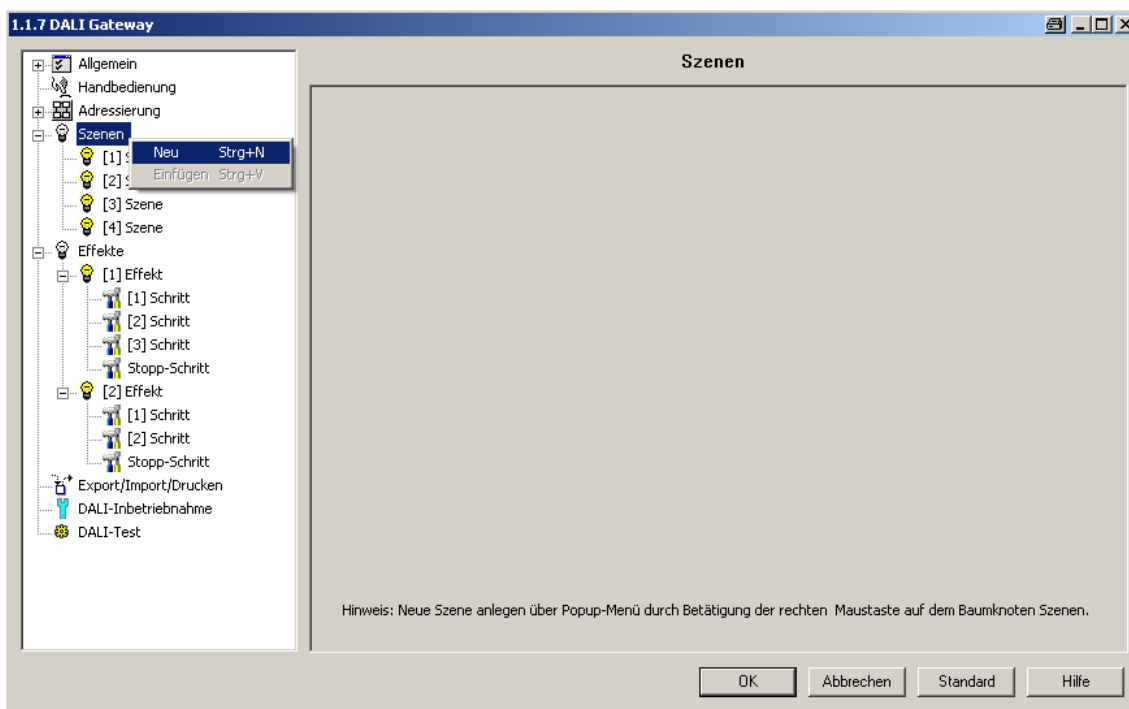 1.1.7 DALI Gateway
Allgemein
Handbedienung
Adressierung
Szenen
Neu Strg+N
Einfügen Strg+V
[1]
[2]
[3] Szene
[4] Szene
Effekte
[1] Effekt
[1] Schritt
[2] Schritt
[3] Schritt
Stopp-Schritt
[2] Effekt
[1] Schritt
[2] Schritt
Stopp-Schritt
Export/Import/Drucken
DALI-Inbetriebnahme
DALI-Test
Szenen
Hinweis: Neue Szene anlegen über Popup-Menü durch Betätigung der rechten Maustaste auf dem Baumknoten Szenen.
OK Abbrechen Standard Hilfe